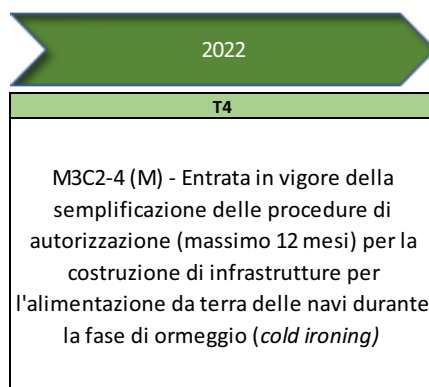 2022
T4
M3C2-4 (M) - Entrata in vigore della
semplificazione delle procedure di
autorizzazione (massimo 12 mesi) per la
costruzione di infrastrutture per
l'alimentazione da terra delle navi durante
la fase di ormeggio (cold ironing)